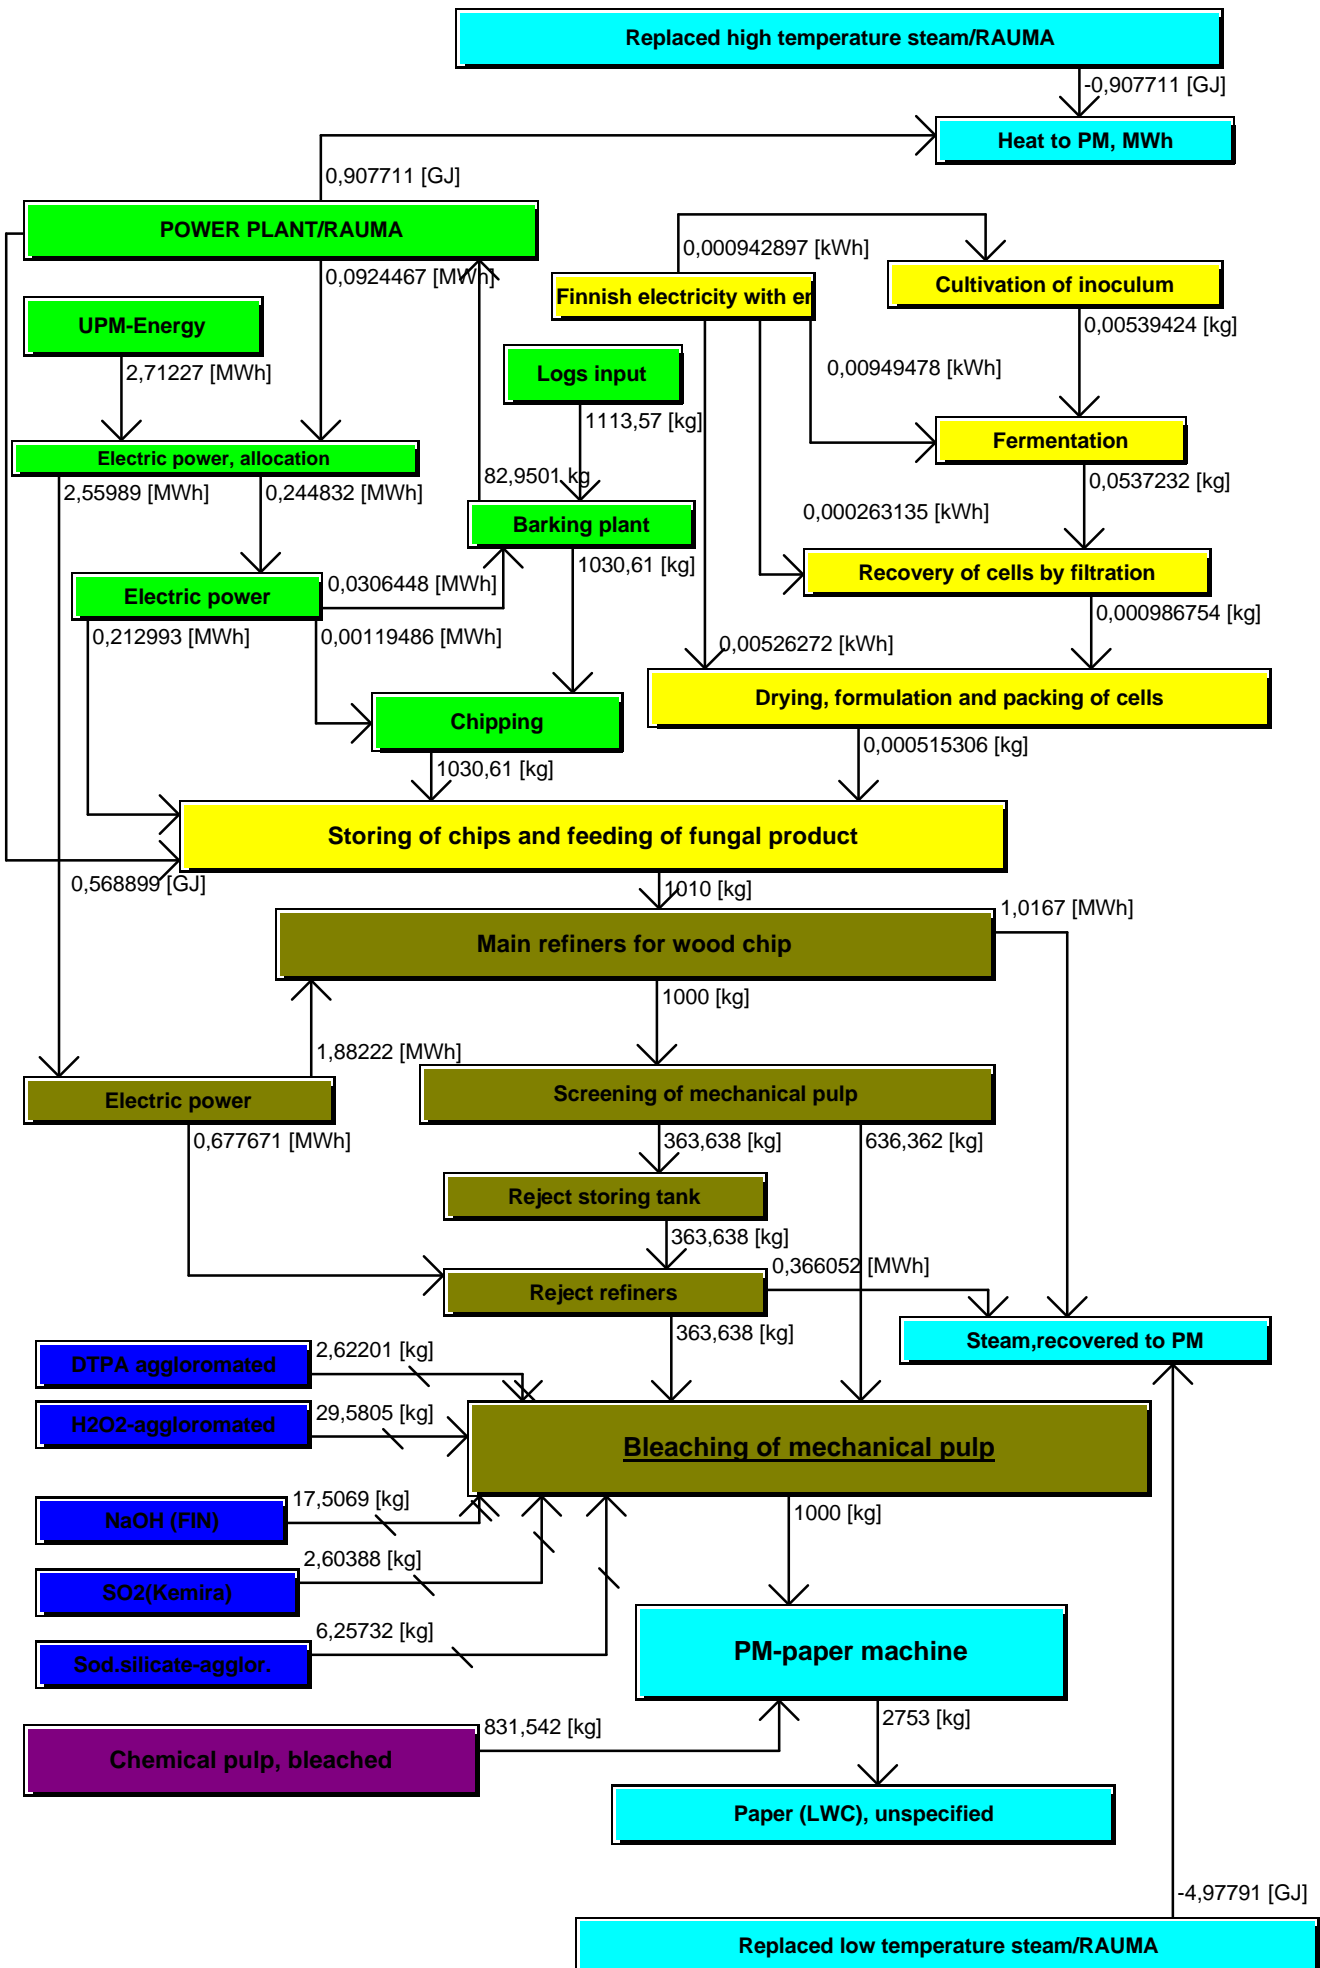 Replaced high temperature steam/RAUMA
-0,907711 [GJ]
Heat to PM, MWh
0,907711 [GJ]
POWER PLANT/RAUMA
0,000942897 [kWh]
0,0924467 [MWh]
Cultivation of inoculum
Finnish electricity with en
UPM-Energy
0,00539424 [kg]
2,71227 [MWh]
Logs input
0,00949478 [kWh]
1113,57 [kg]
Fermentation
Electric power, allocation
82,9501 kg
2,55989 [MWh]
0,244832 [MWh]
0,0537232 [kg]
0,000263135 [kWh]
Barking plant
1030,61 [kg]
Recovery of cells by filtration
0,0306448 [MWh]
Electric power
0,212993 [MWh]
0,00119486 [MWh]
0,000986754 [kg]
0,00526272 [kWh]
Drying, formulation and packing of cells
Chipping
0,000515306 [kg]
1030,61 [kg]
Storing of chips and feeding of fungal product
0,568899 [GJ]
1010 [kg]
1,0167 [MWh]
Main refiners for wood chip
1000 [kg]
1,88222 [MWh]
Electric power
Screening of mechanical pulp
0,677671 [MWh]
363,638 [kg]
636,362 [kg]
Reject storing tank
363,638 [kg]
0,366052 [MWh]
Reject refiners
363,638 [kg]
Steam,recovered to PM
DTPA aggloromated
2,62201 [kg]
H2O2-aggloromated
29,5805 [kg]
Bleaching of mechanical pulp
17,5069 [kg]
NaOH (FIN)
1000 [kg]
2,60388 [kg]
SO2(Kemira)
6,25732 [kg]
Sod.silicate-agglor.
PM-paper machine
831,542 [kg]
2753 [kg]
Chemical pulp, bleached
Paper (LWC), unspecified
-4,97791 [GJ]
Replaced low temperature steam/RAUMA